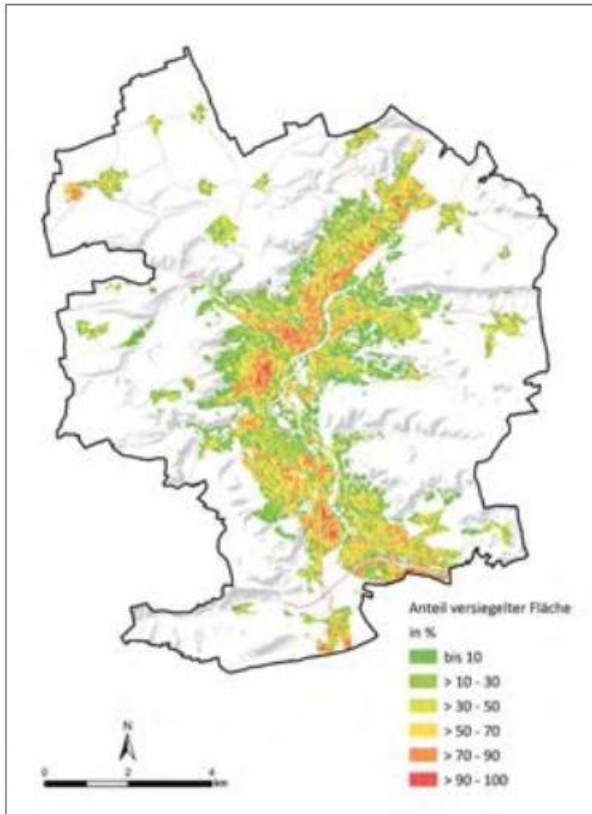 Anteil versiegelter Fläche
in %
bis 10
> 10 - 30
> 30 - 50
> 50 - 70
> 70 - 90
> 90 - 100
N
0 2 4
km